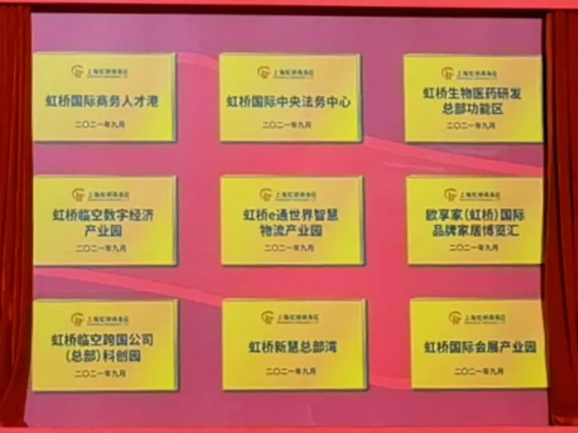 上海虹桥商务区
虹桥国际商务人才港
二〇二一年九月
上海虹桥商务区
虹桥国际中央法务中心
二〇二一年九月
上海虹桥商务区
虹桥生物医药研发
总部功能区
二〇二一年九月
上海虹桥商务区
虹桥临空数字经济
产业园
二〇二一年九月
上海虹桥商务区
虹桥e通世界智慧
物流产业园
二〇二一年九月
上海虹桥商务区
欧享家(虹桥)国际
品牌家居博览汇
二〇二一年九月
上海虹桥商务区
虹桥临空跨国公司
(总部)科创园
二〇二一年九月
上海虹桥商务区
虹桥新慧总部湾
二〇二一年九月
上海虹桥商务区
虹桥国际会展产业园
二〇二一年九月